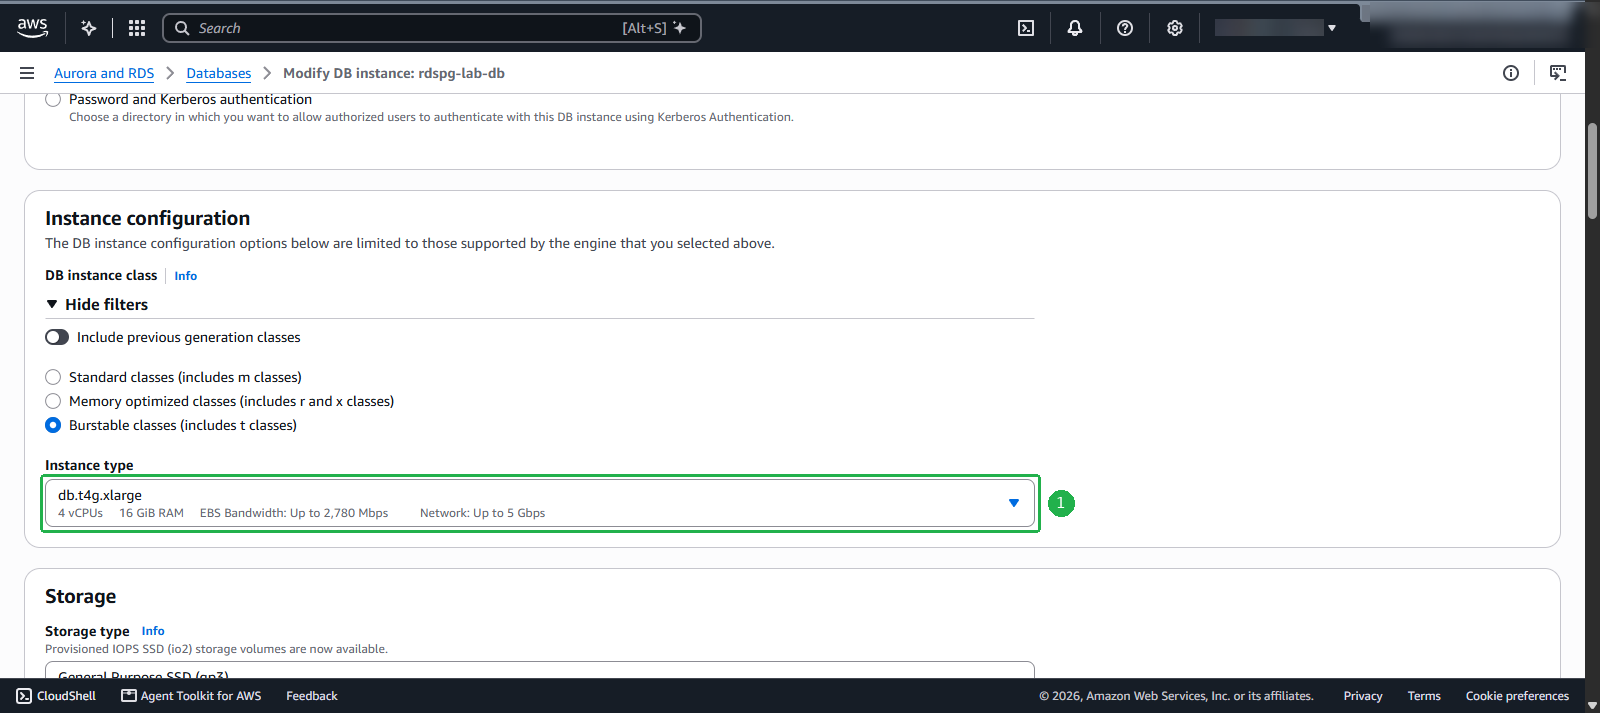 aws
Search [Alt+S]
Aurora and RDS > Databases > Modify DB instance: rdspg-lab-db
Password and Kerberos authentication
Choose a directory in which you want to allow authorized users to authenticate with this DB instance using Kerberos Authentication.
Instance configuration
The DB instance configuration options below are limited to those supported by the engine that you selected above.
DB instance class Info
Hide filters
Include previous generation classes
Standard classes (includes m classes)
Memory optimized classes (includes r and x classes)
Burstable classes (includes t classes)
Instance type
db.t4g.xlarge
4 vCPUs 16 GiB RAM EBS Bandwidth: Up to 2,780 Mbps Network: Up to 5 Gbps
1
Storage
Storage type Info
Provisioned IOPS SSD (io2) storage volumes are now available.
General Purpose SSD (gp3)
CloudShell Agent Toolkit for AWS Feedback © 2026, Amazon Web Services, Inc. or its affiliates. Privacy Terms Cookie preferences